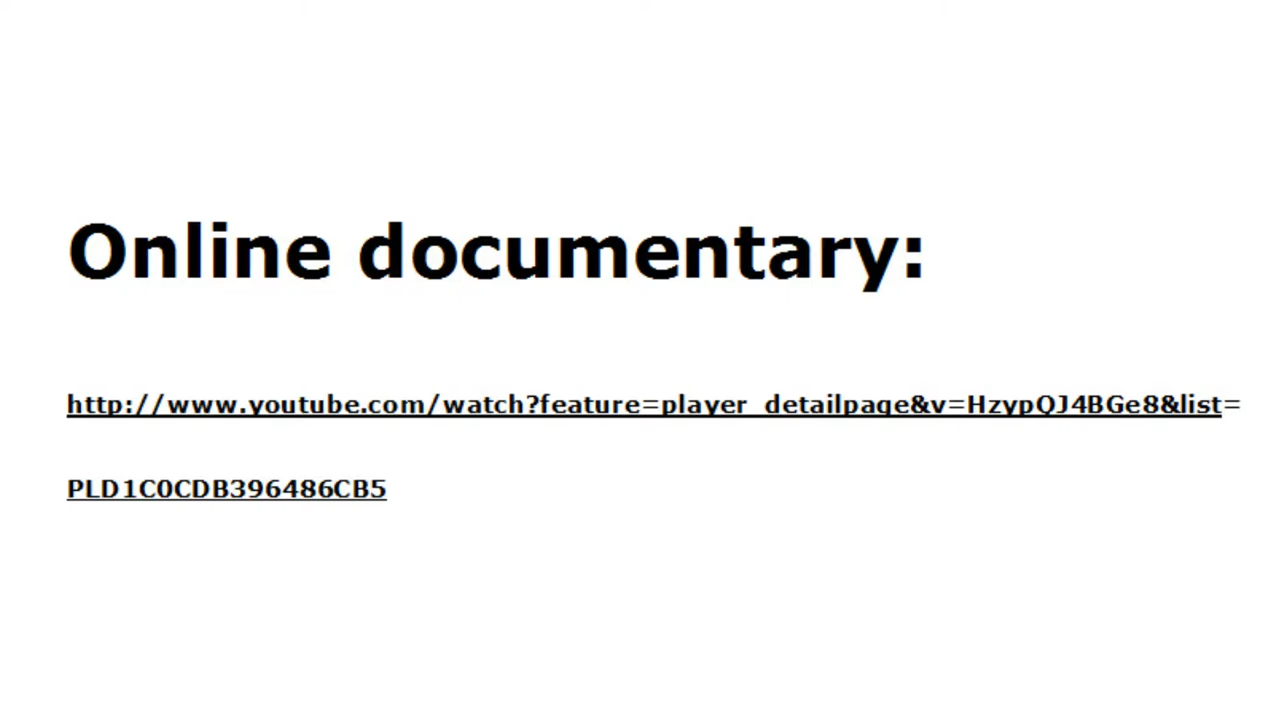 Online documentary:
http://www.youtube.com/watch?feature=player_detailpage&v=HzypQJ4BGe8&list=
PLD1C0CDB396486CB5